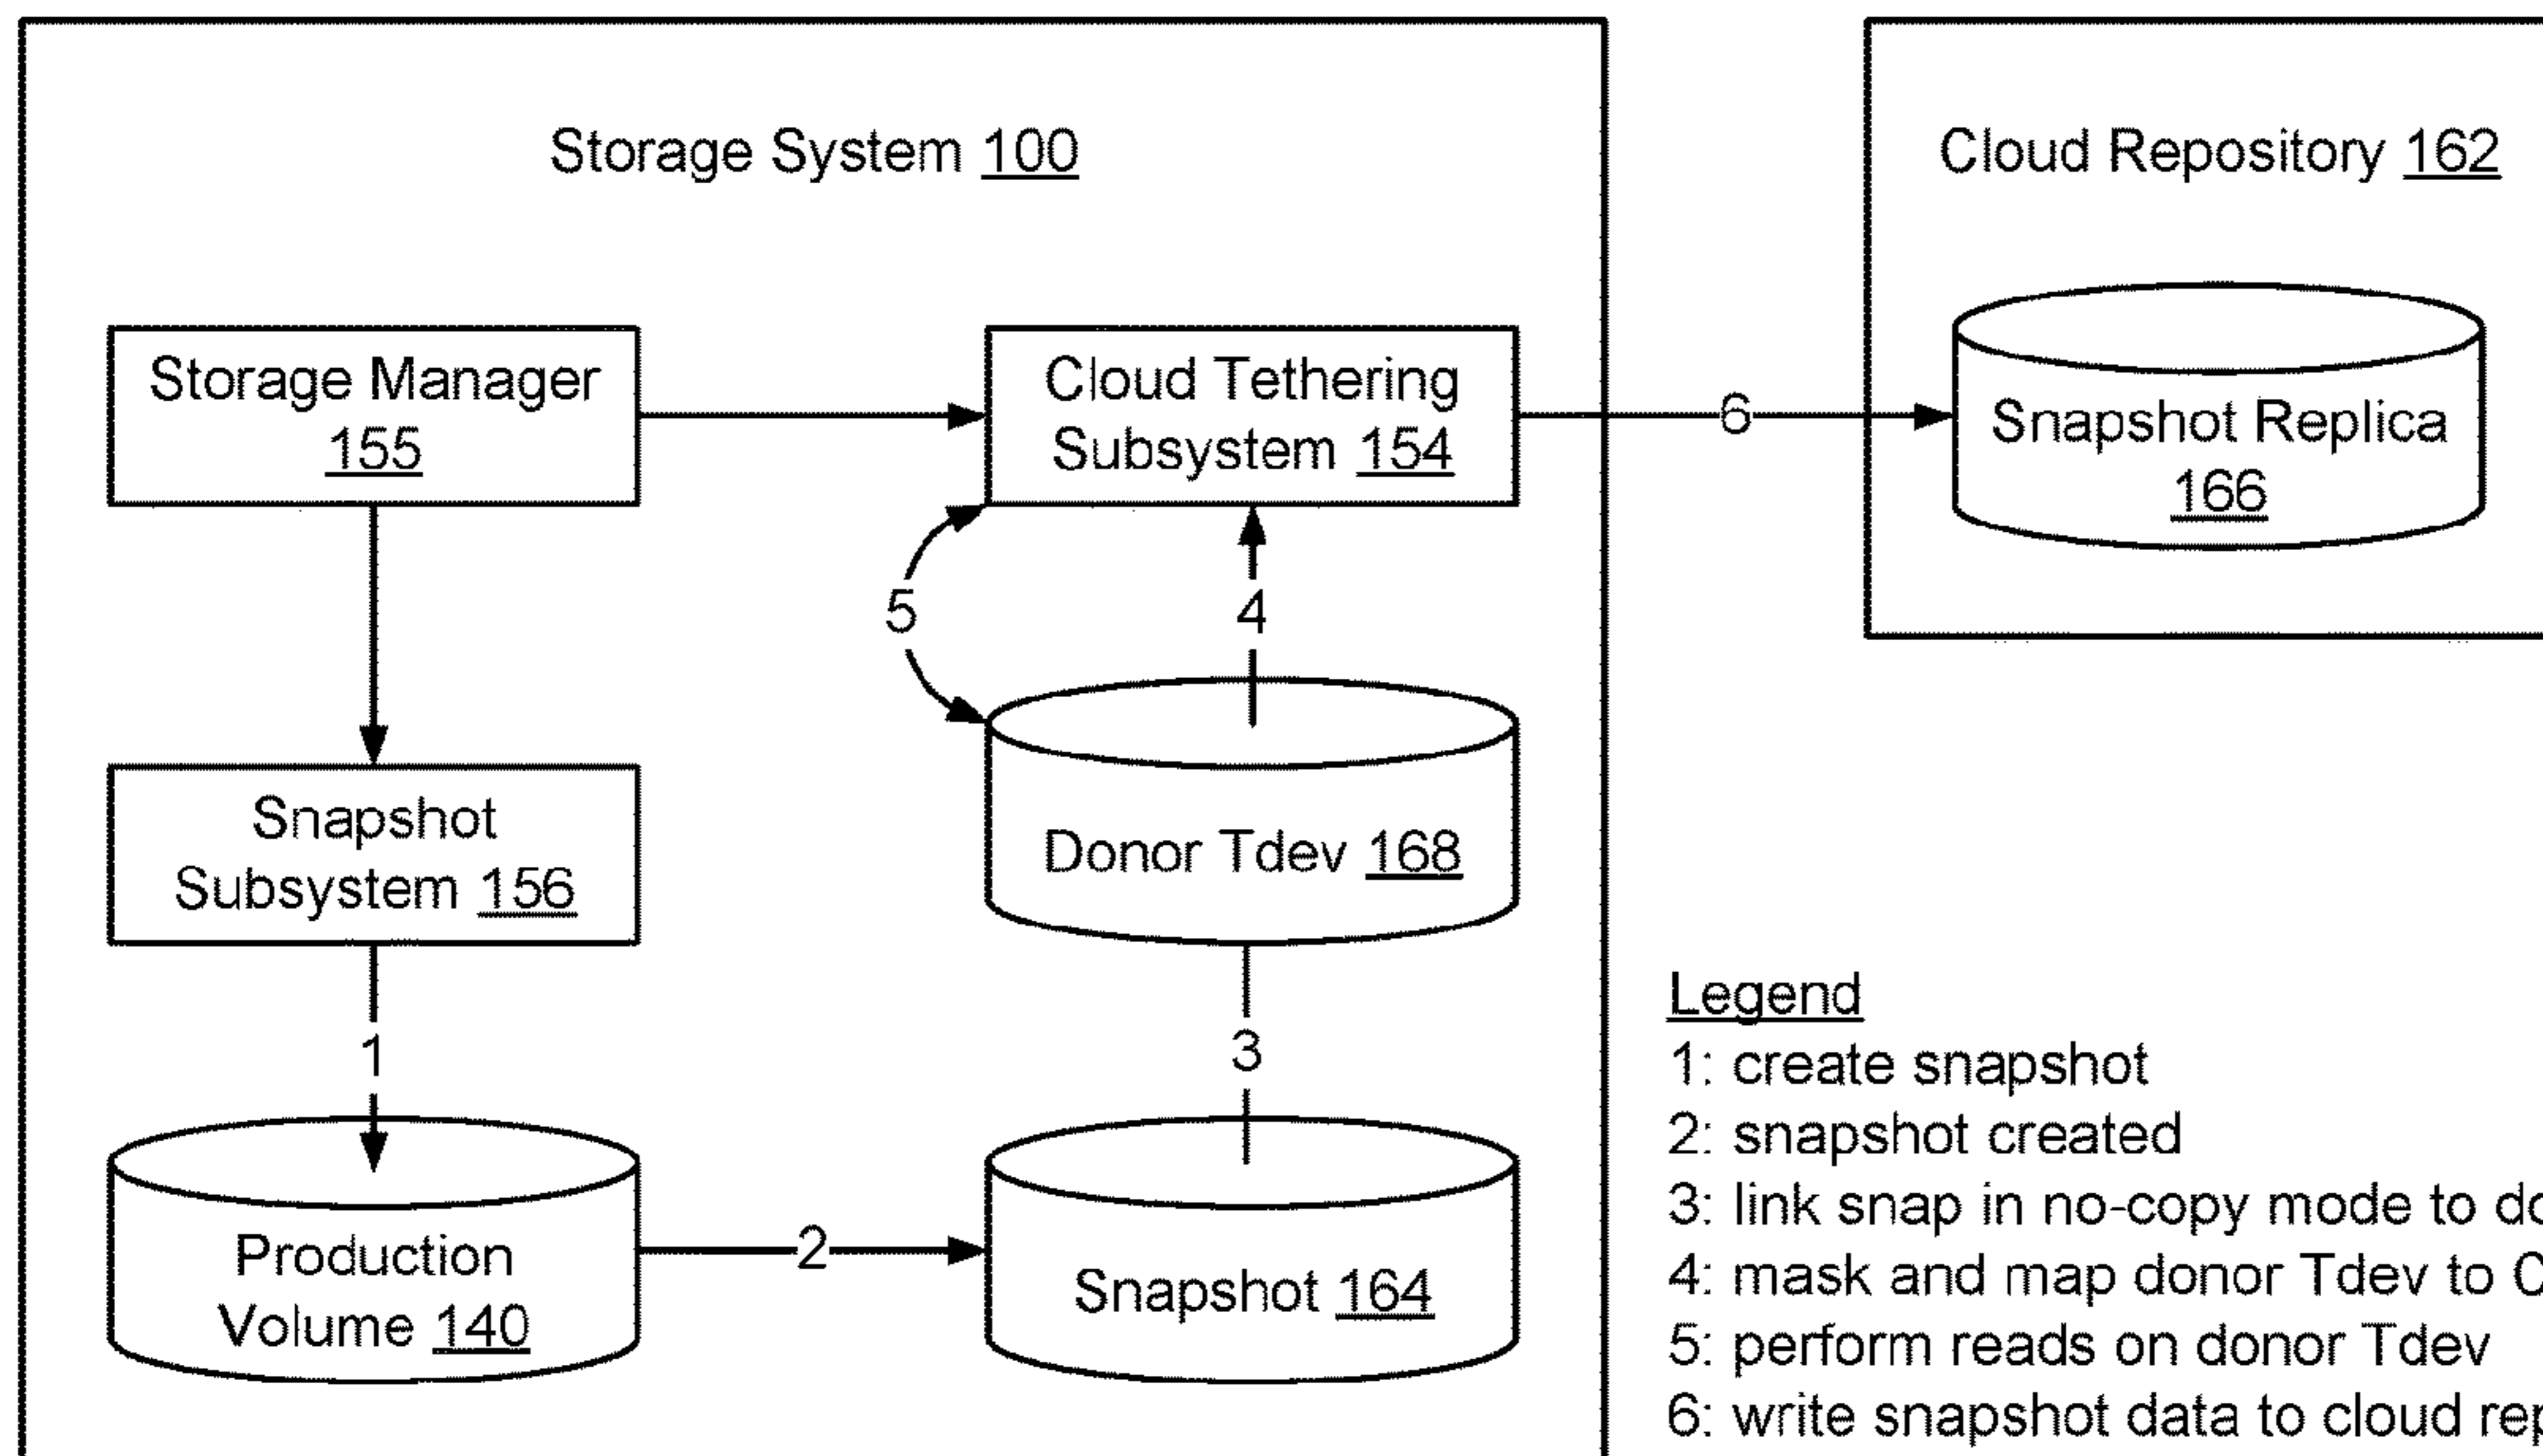 Storage System 100
Cloud Repository 162
Storage Manager
155
Cloud Tethering
Subsystem 154
6
Snapshot Replica
166
5
4
Snapshot
Subsystem 156
Donor Tdev 168
1
3
Production
Volume 140
2
Snapshot 164
Legend
1: create snapshot
2: snapshot created
3: link snap in no-copy mode to
4: mask and map donor Tdev to
5: perform reads on donor Tdev
6: write snapshot data to cloud